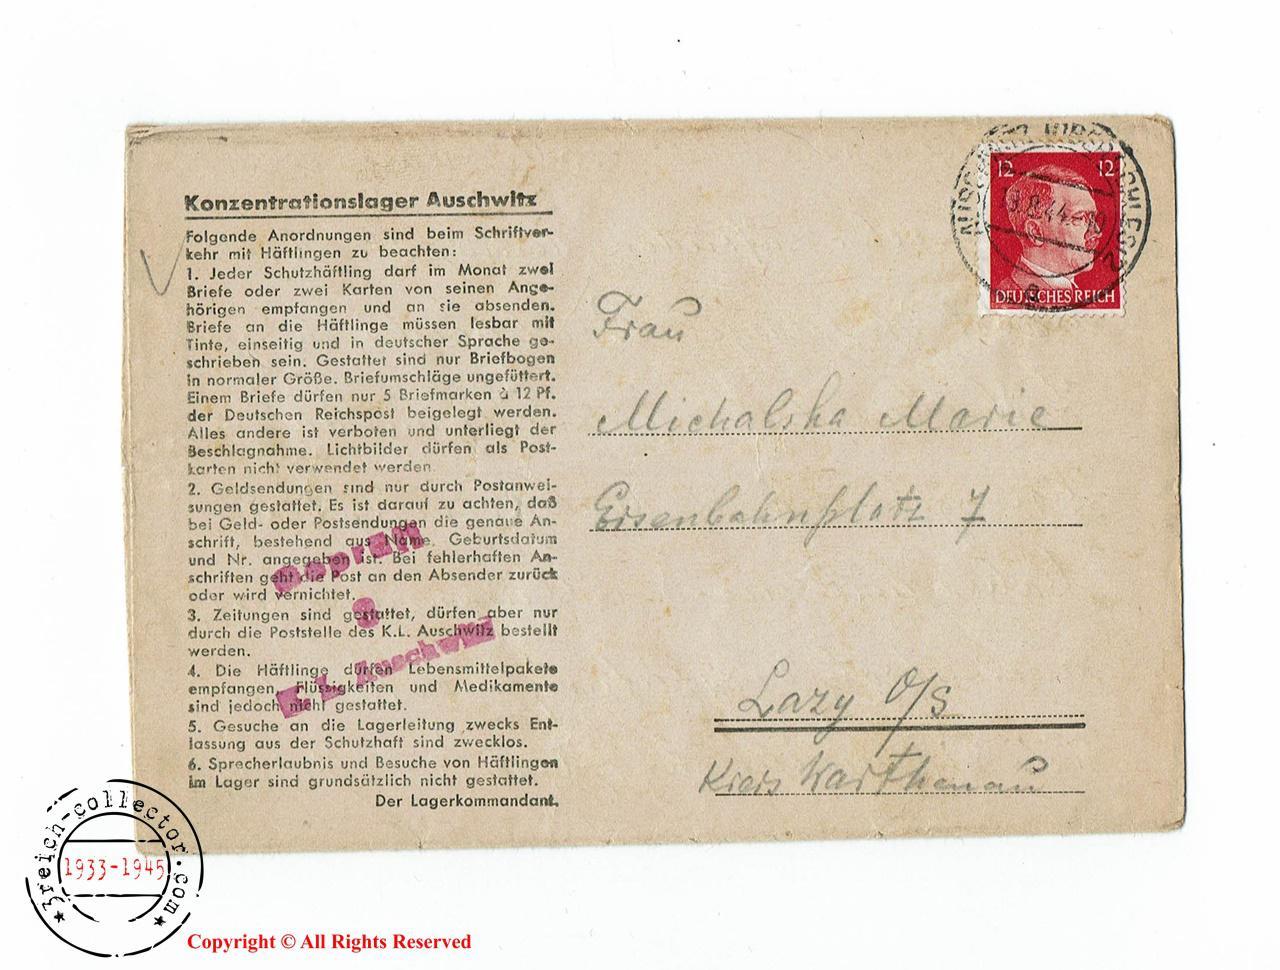 Konzentrationslager Auschwitz
Folgende Anordnungen sind beim Schriftver-
kehr mit Häftlingen zu beachten:
1. Jeder Schutzhäftling darf im Monat zwei
Briefe oder zwei Karten von seinen Ange-
hörigen empfangen und an sie absenden.
Briefe an die Häftlinge müssen lesbar mit
Tinte, einseitig und in deutscher Sprache ge-
schrieben sein. Gestattet sind nur Briefbogen
in normaler Größe. Briefumschläge ungefüttert.
Einem Briefe dürfen nur 5 Briefmarken à 12 Pf.
der Deutschen Reichspost beigelegt werden.
Alles andere ist verboten und unterliegt der
Beschlagnahme. Lichtbilder dürfen als Post-
karten nicht verwendet werden.
2. Geldsendungen sind nur durch Postanwei-
sungen gestattet. Es ist darauf zu achten, daß
bei Geld- oder Postsendungen die genaue An-
schrift, bestehend aus Name, Geburtsdatum
und Nr. angegeben ist. Bei fehlerhaften An-
schriften geht die Post an den Absender zurück
oder wird vernichtet.
3. Zeitungen sind gestattet, dürfen aber nur
durch die Poststelle des K.L. Auschwitz bestellt
werden.
4. Die Häftlinge dürfen Lebensmittelpakete
empfangen, Flüssigkeiten und Medikamente
sind jedoch nicht gestattet.
5. Gesuche an die Lagerleitung zwecks Ent-
lassung aus der Schutzhaft sind zwecklos.
6. Sprecherlaubnis und Besuche von Häftlingen
im Lager sind grundsätzlich nicht gestattet.
Der Lagerkommandant.
Geprüft
8
K.L. Auschwitz
12 12
DEUTSCHES REICH
8.44
a
Frau
Michalska Marie
Eisenbahnplatz 7
Lazy O/S
Kreis Warthenau
3reich-collector.com
1933-1945
Copyright © All Rights Reserved